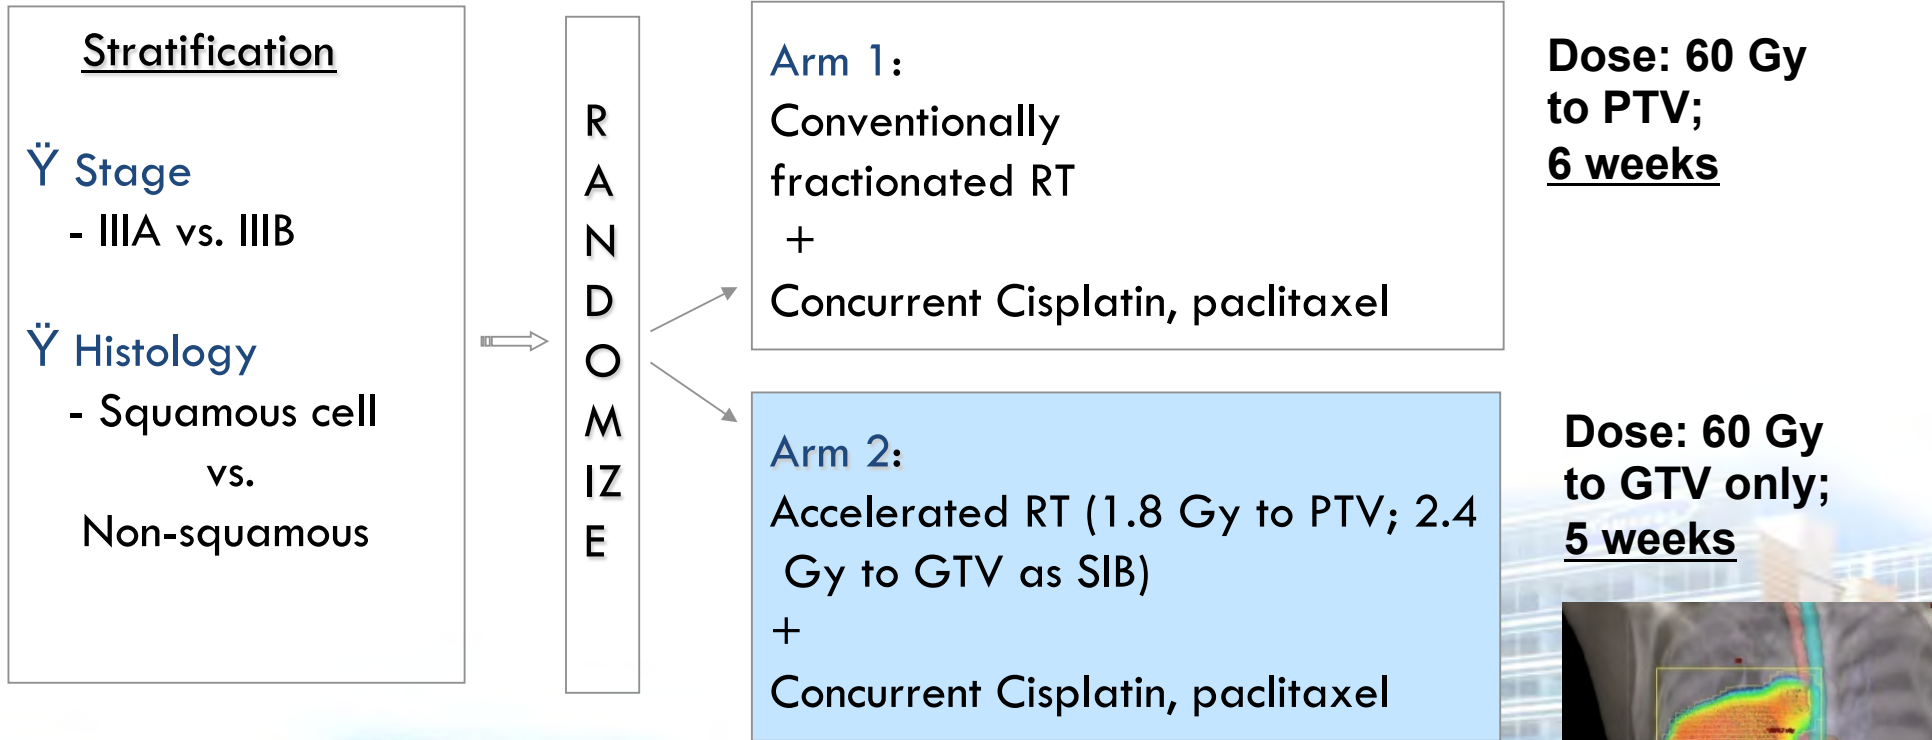 Stratification
Ÿ Stage
- IIIA vs. IIIB
Ÿ Histology
- Squamous cell
vs.
Non-squamous
R
A
N
D
O
M
IZ
E
Arm 1:
Conventionally
fractionated RT
+
Concurrent Cisplatin, paclitaxel
Dose: 60 Gy
to PTV;
6 weeks
Arm 2:
Accelerated RT (1.8 Gy to PTV; 2.4
Gy to GTV as SIB)
+
Concurrent Cisplatin, paclitaxel
Dose: 60 Gy
to GTV only;
5 weeks